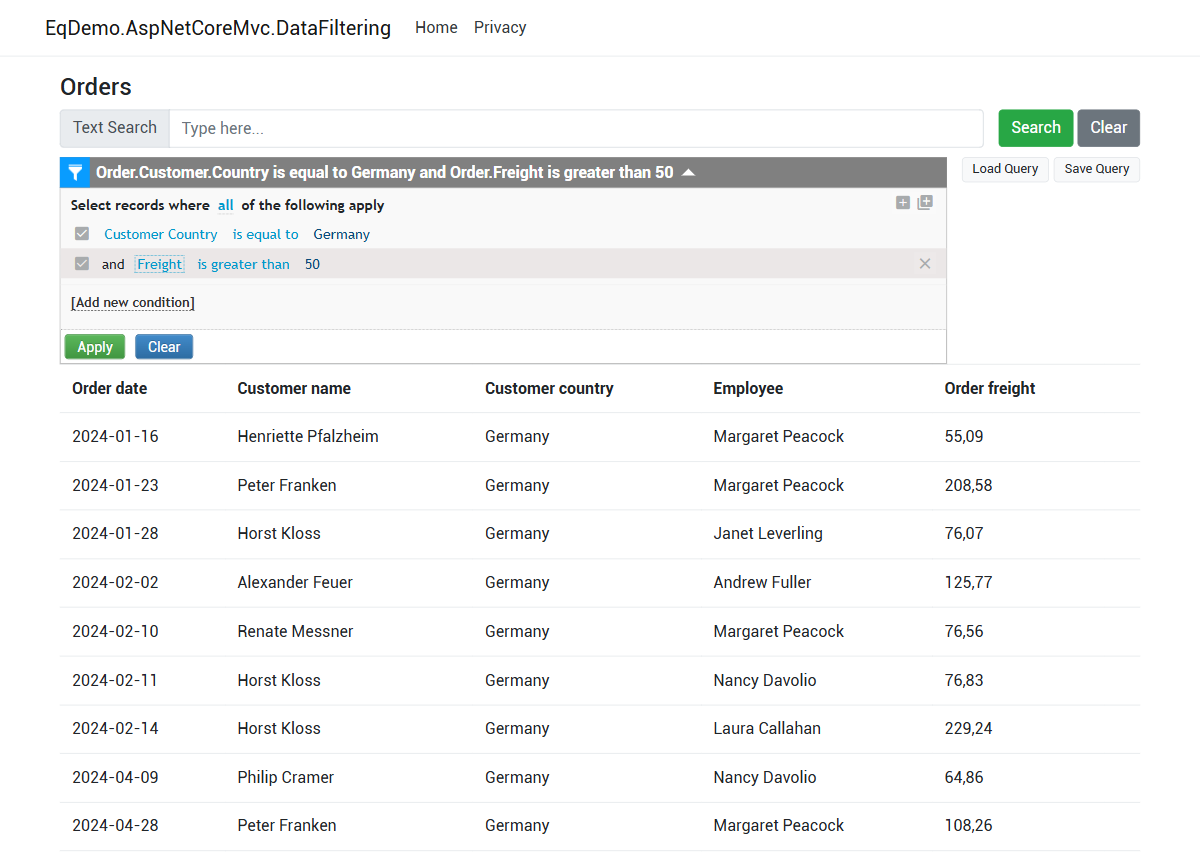 EqDemo.AspNetCoreMvc.DataFiltering Home Privacy
Orders
Text Search Type here... Search Clear
Order.Customer.Country is equal to Germany and Order.Freight is greater than 50 Load Query Save Query
Select records where all of the following apply
Customer Country is equal to Germany
and Freight is greater than 50
[Add new condition]
Apply Clear
Order date Customer name Customer country Employee Order freight
2024-01-16 Henriette Pfalzheim Germany Margaret Peacock 55,09
2024-01-23 Peter Franken Germany Margaret Peacock 208,58
2024-01-28 Horst Kloss Germany Janet Leverling 76,07
2024-02-02 Alexander Feuer Germany Andrew Fuller 125,77
2024-02-10 Renate Messner Germany Margaret Peacock 76,56
2024-02-11 Horst Kloss Germany Nancy Davolio 76,83
2024-02-14 Horst Kloss Germany Laura Callahan 229,24
2024-04-09 Philip Cramer Germany Nancy Davolio 64,86
2024-04-28 Peter Franken Germany Margaret Peacock 108,26